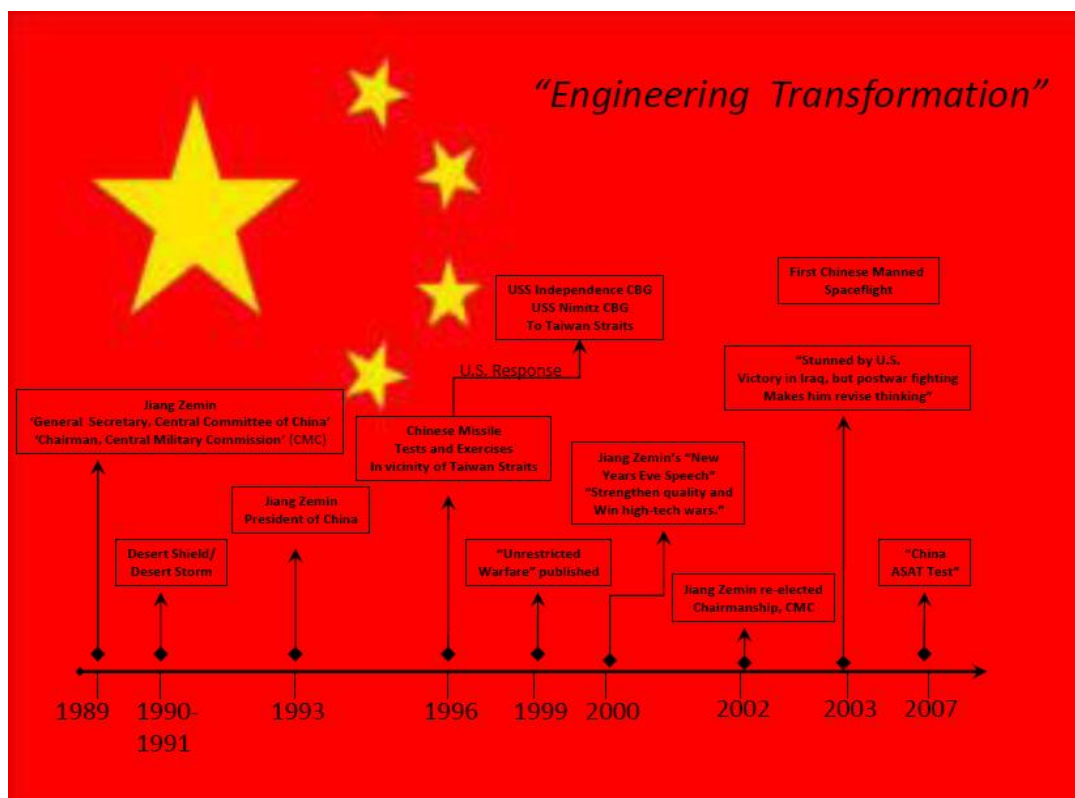 “Engineering Transformation”
First Chinese Manned
Spaceflight
USS Independence CBG
USS Nimitz CBG
To Taiwan Straits
U.S. Response
“Stunned by U.S.
Victory in Iraq, but postwar fighting
Makes him revise thinking”
Jiang Zemin
‘General Secretary, Central Committee of China’
‘Chairman, Central Military Commission’ (CMC)
Chinese Missile
Tests and Exercises
In vicinity of Taiwan Straits
Jiang Zemin’s “New
Years Eve Speech”
“Strengthen quality and
Win high-tech wars.”
Jiang Zemin
President of China
Desert Shield/
Desert Storm
“Unrestricted
Warfare” published
“China
ASAT Test”
Jiang Zemin re-elected
Chairmanship, CMC
1989
1990-
1991
1993
1996
1999
2000
2002
2003
2007